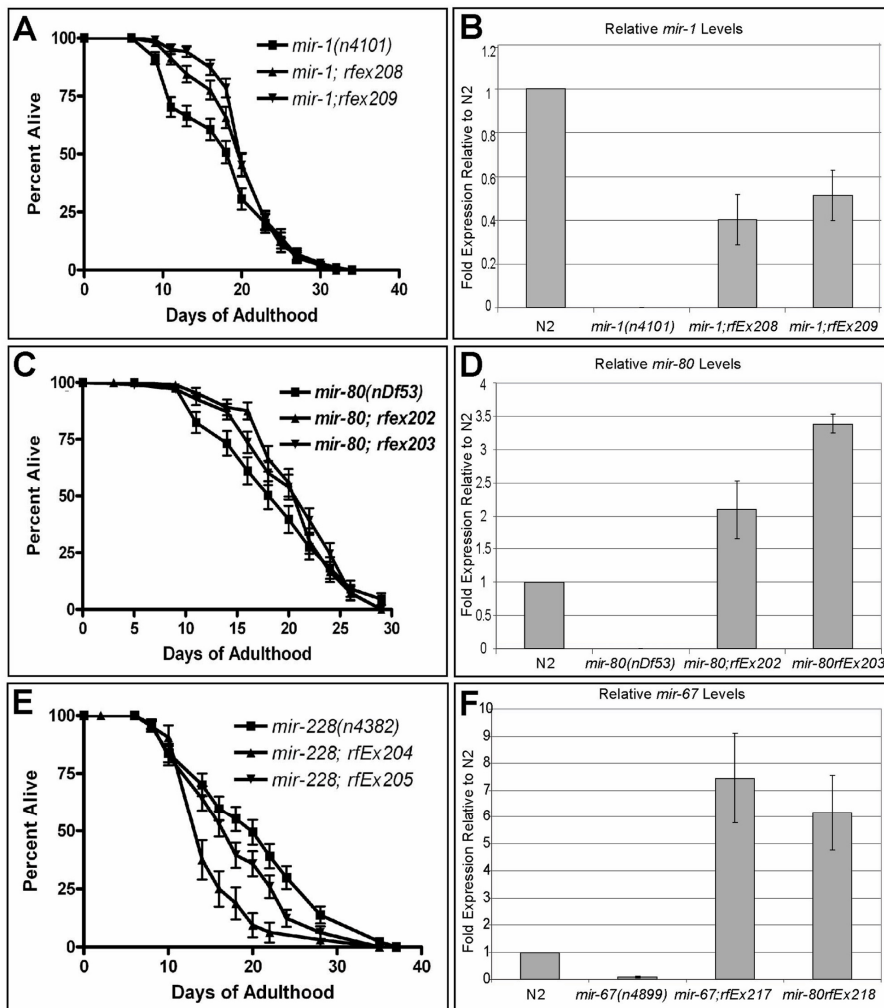 A
Percent Alive
100
75
50
25
0
0 10 20 30 40
Days of Adulthood
mir-1(n4101)
mir-1; rfex208
mir-1;rfex209
B
Relative mir-1 Levels
Fold Expression Relative to N2
1.2
1
0.8
0.6
0.4
0.2
0
N2 mir-1(n4101) mir-1;rfEx208 mir-1;rfEx209
C
Percent Alive
100
75
50
25
0
0 5 10 15 20 25 30
Days of Adulthood
mir-80(nDf53)
mir-80; rfex202
mir-80; rfex203
D
Relative mir-80 Levels
Fold Expression Relative to N2
4
3.5
3
2.5
2
1.5
1
0.5
0
N2 mir-80(nDf53) mir-80;rfEx202 mir-80rfEx203
E
Percent Alive
100
75
50
25
0
0 10 20 30 40
Days of Adulthood
mir-228(n4382)
mir-228; rfEx204
mir-228; rfEx205
F
Relative mir-67 Levels
Fold Expression Relative to N2
10
9
8
7
6
5
4
3
2
1
0
N2 mir-67(n4899) mir-67;rfEx217 mir-80rfEx218